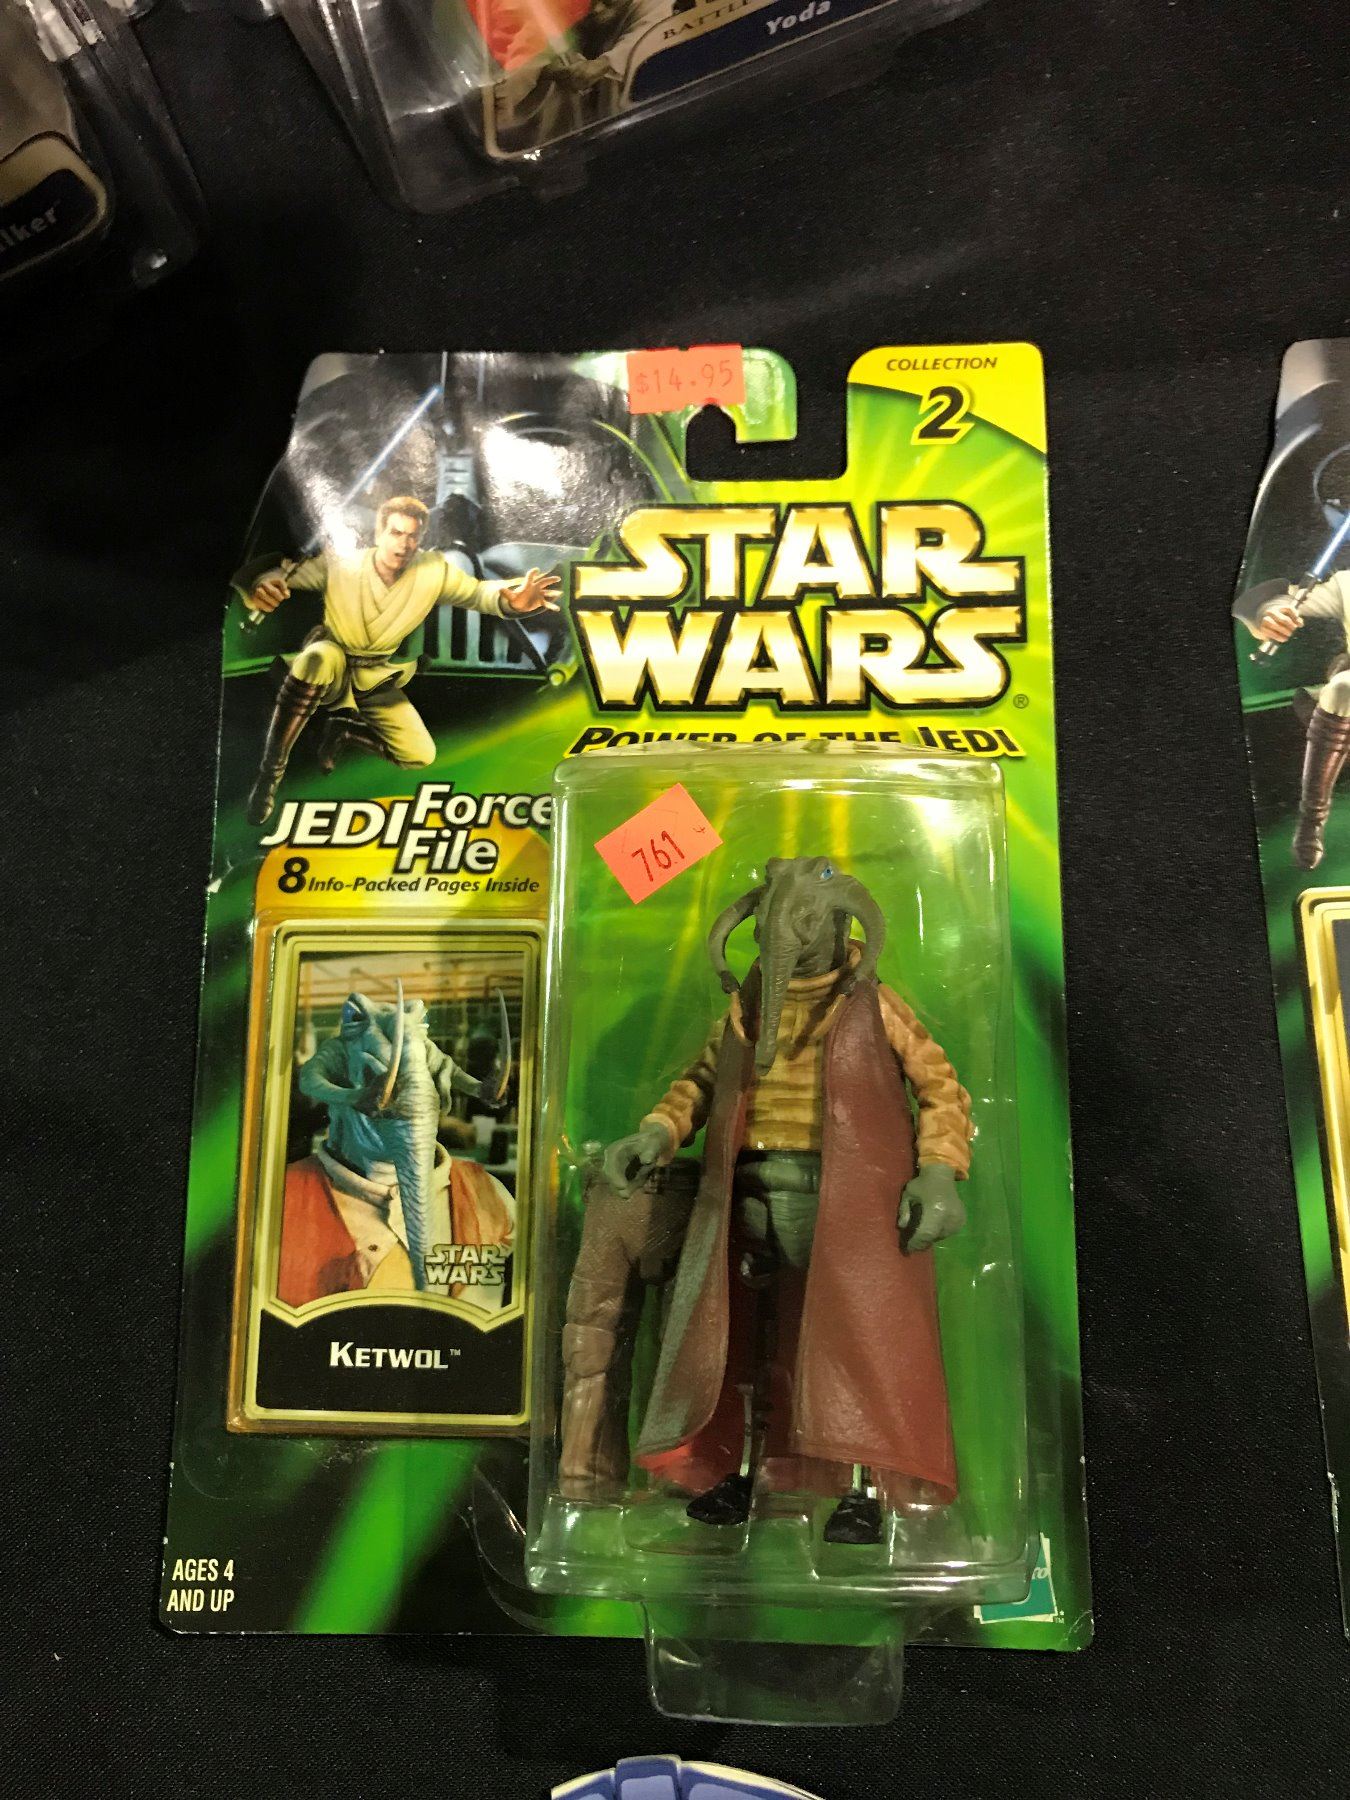 Yoda
$14.95
COLLECTION
2
STAR
WARS®
POWER OF THE JEDI
JEDI Force
File
8 Info-Packed Pages Inside
761
STAR
WARS
KETWOL™
AGES 4
AND UP